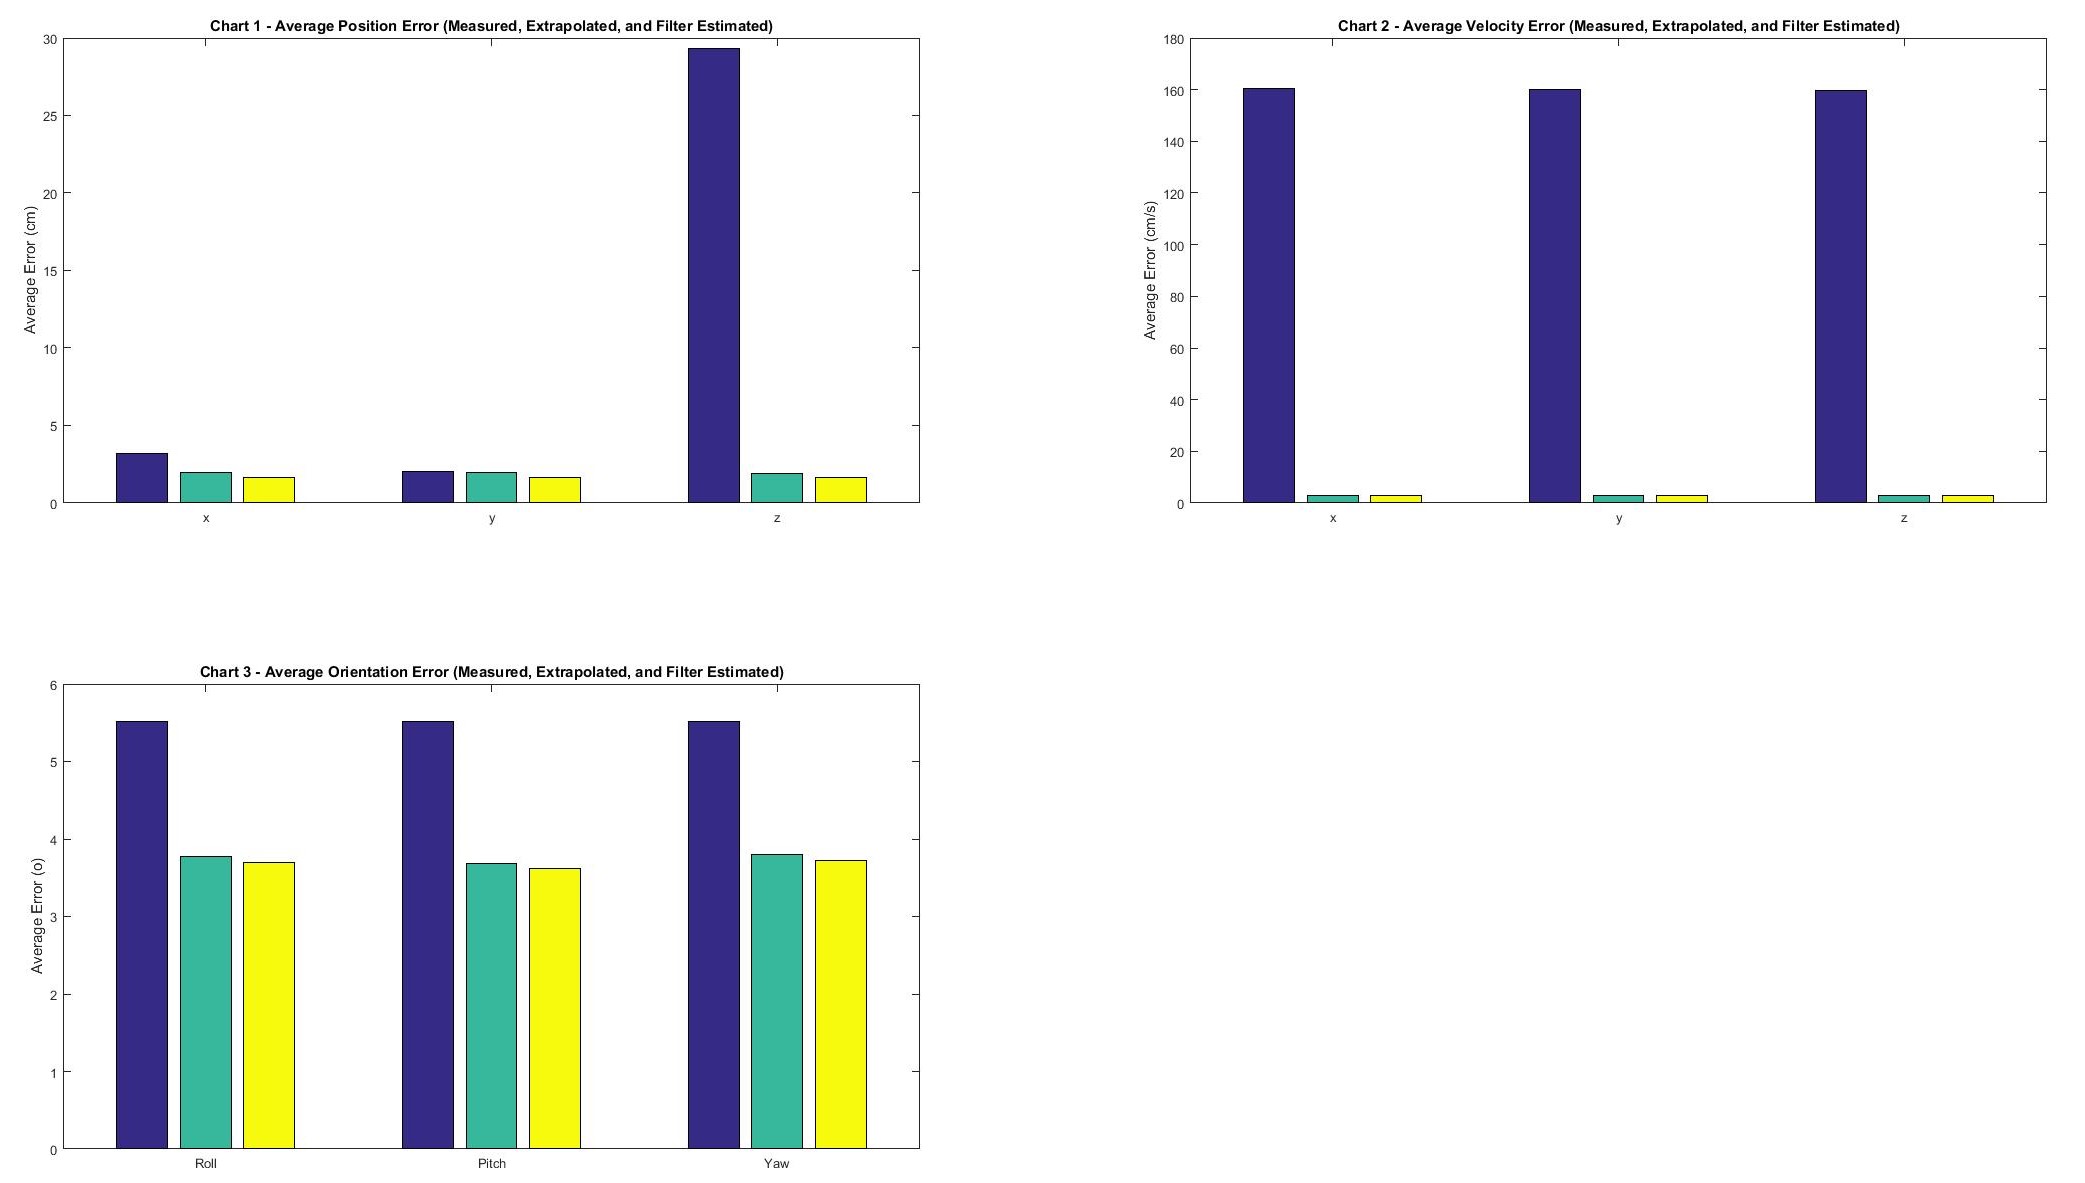 Chart 1 - Average Position Error (Measured, Extrapolated, and Filter Estimated)
30
25
20
15
10
5
0
Average Error (cm)
x y z
Chart 2 - Average Velocity Error (Measured, Extrapolated, and Filter Estimated)
180
160
140
120
100
80
60
40
20
0
Average Error (cm/s)
x y z
Chart 3 - Average Orientation Error (Measured, Extrapolated, and Filter Estimated)
6
5
4
3
2
1
0
Average Error (o)
Roll Pitch Yaw